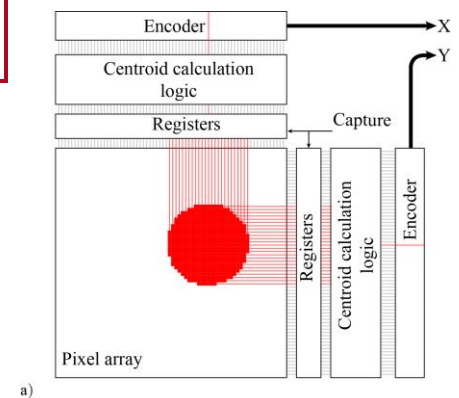 Encoder
X
Y
Centroid calculation
logic
Registers
Capture
Registers
Centroid calculation
logic
Encoder
Pixel array
a)